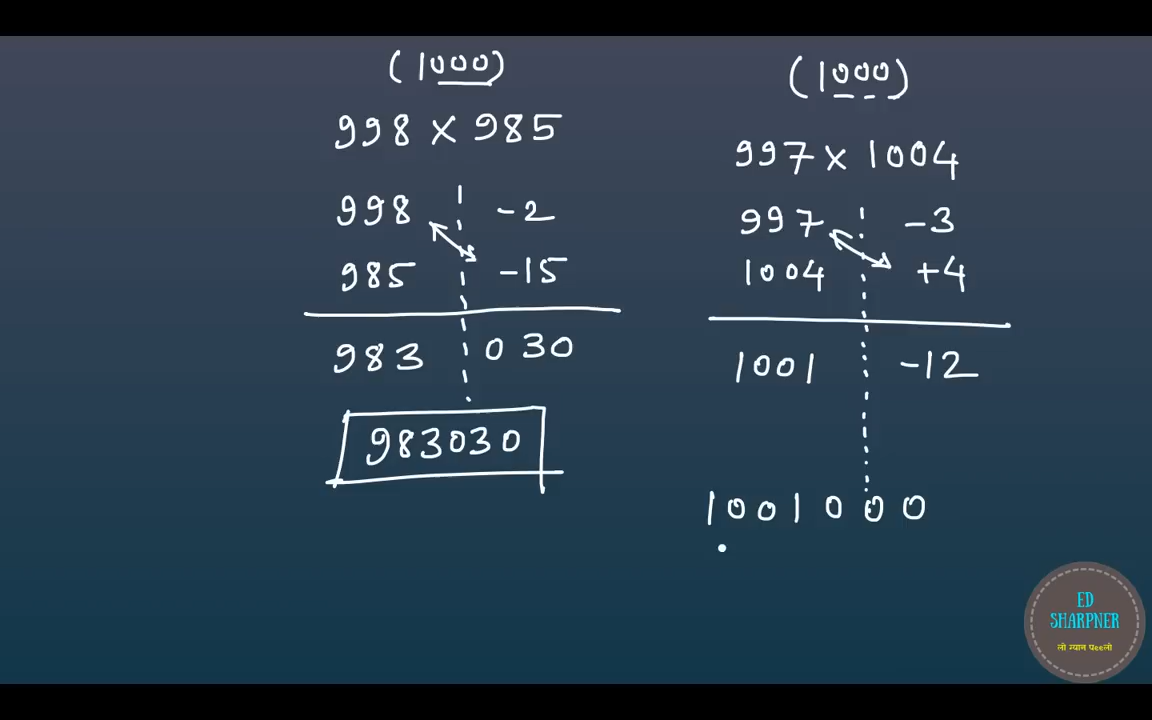 (1000)
998 × 985
998 -2
985 -15
983 030
983030
(1000)
997 × 1004
997 -3
1004 +4
1001 -12
1001000
ED
SHARPNER
लो ग्यान पeeलो